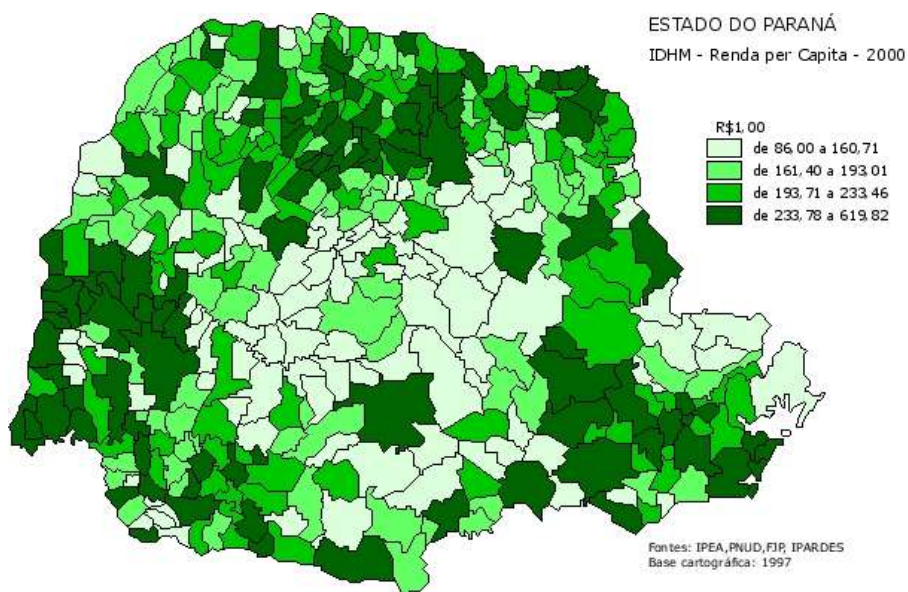 ESTADO DO PARANÁ
IDHM - Renda per Capita - 2000
R$1,00
de 86,00 a 160,71
de 161,40 a 193,01
de 193,71 a 233,46
de 233,78 a 619,82
Fontes: IPEA,PNUD,FJP, IPARDES
Base cartográfica: 1997